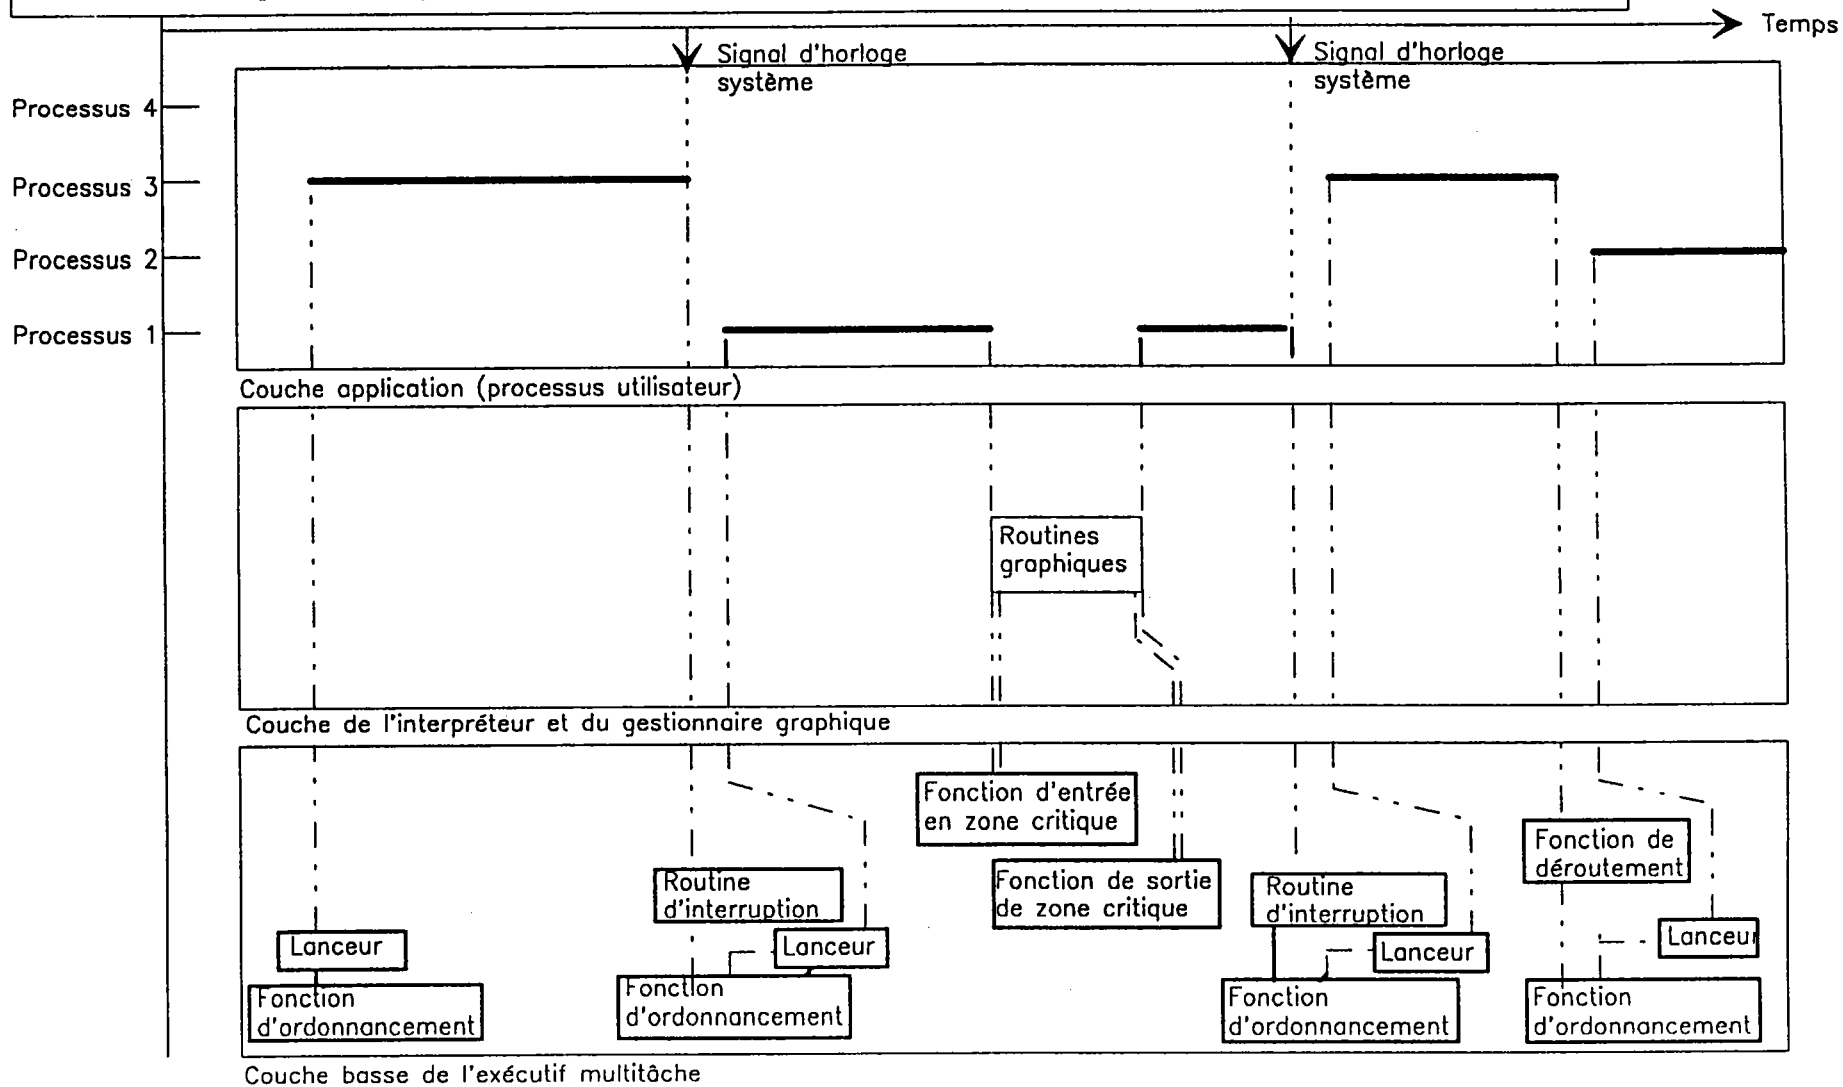 Temps
Signal d'horloge
système
Signal d'horloge
système
Processus 4
Processus 3
Processus 2
Processus 1
Couche application (processus utilisateur)
Routines
graphiques
Couche de l'interpréteur et du gestionnaire graphique
Fonction d'entrée
en zone critique
Fonction de
déroutement
Fonction de sortie
de zone critique
Routine
d'interruption
Routine
d'interruption
Lanceur
Lanceur
Lanceur
Lanceur
Fonction
d'ordonnancement
Fonction
d'ordonnancement
Fonction
d'ordonnancement
Fonction
d'ordonnancement
Couche basse de l'exécutif multitâche